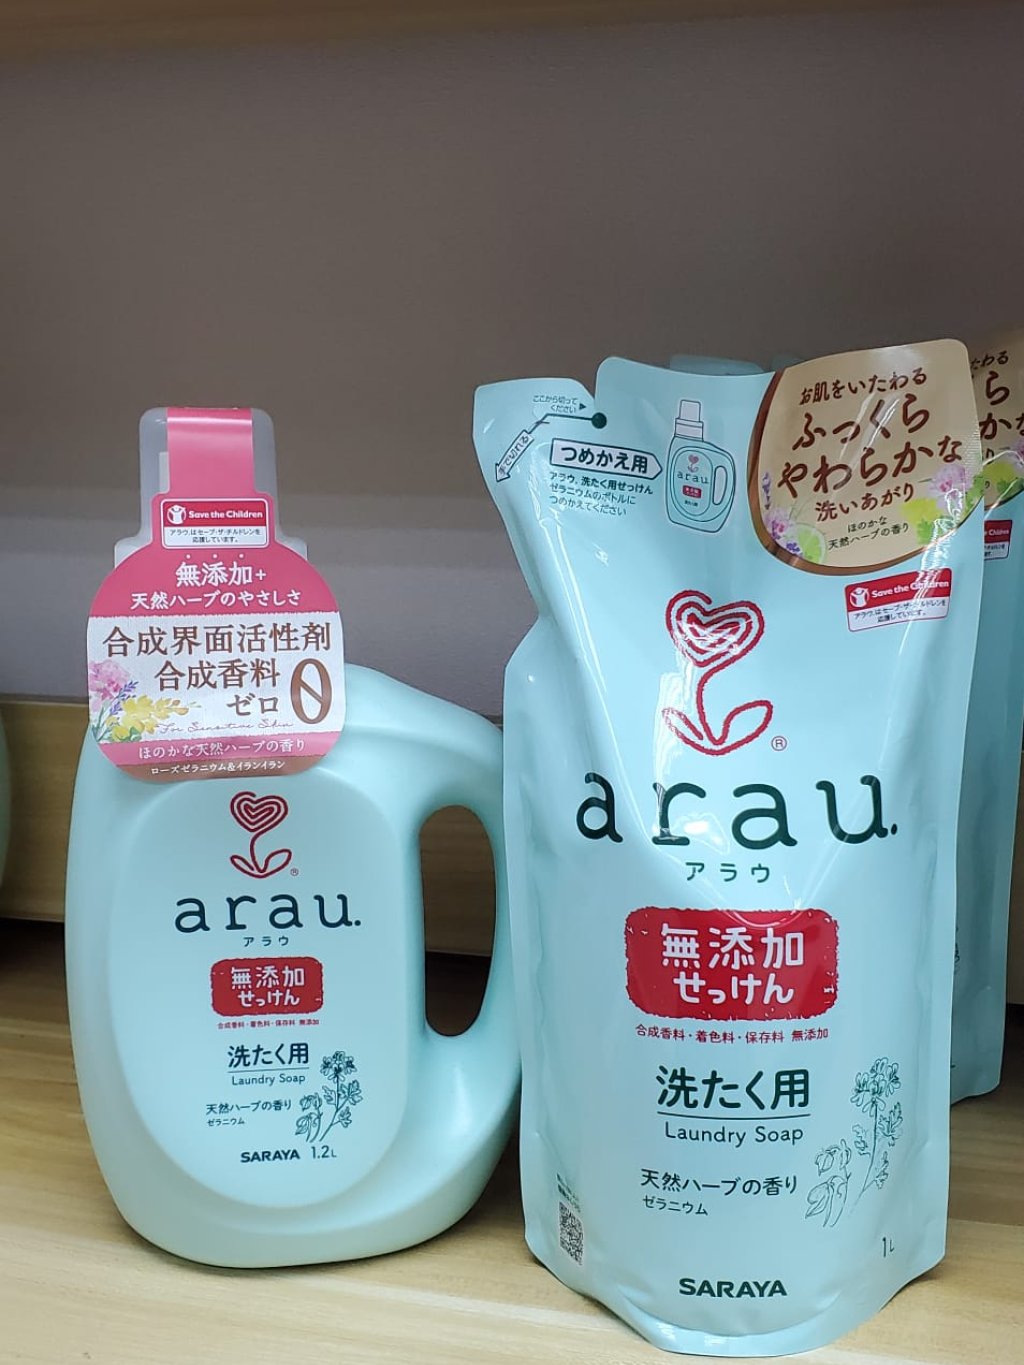 Save the Children
アラウ.はセーブ・ザ・チルドレンを
応援しています。
無添加+
天然ハーブのやさしさ
合成界面活性剤
合成香料
ゼロ
0
For Sensitive Skin
ほのかな天然ハーブの香り
ローズゼラニウム&イランイラン
®
arau.
アラウ
無添加
せっけん
合成香料・着色料・保存料 無添加
洗たく用
Laundry Soap
天然ハーブの香り
ゼラニウム
SARAYA 1.2L
ここから切って
ください
手で切れる
つめかえ用
アラウ.洗たく用せっけん
ゼラニウムのボトルに
つめかえてください
arau.
お肌をいたわる
ふっくら
やわらかな
洗いあがり
ほのかな
天然ハーブの香り
Save the Children
アラウ.はセーブ・ザ・チルドレンを
応援しています。
®
arau.
アラウ
無添加
せっけん
合成香料・着色料・保存料 無添加
洗たく用
Laundry Soap
天然ハーブの香り
ゼラニウム
1L
SARAYA
たわる
ら
かな
り
Children